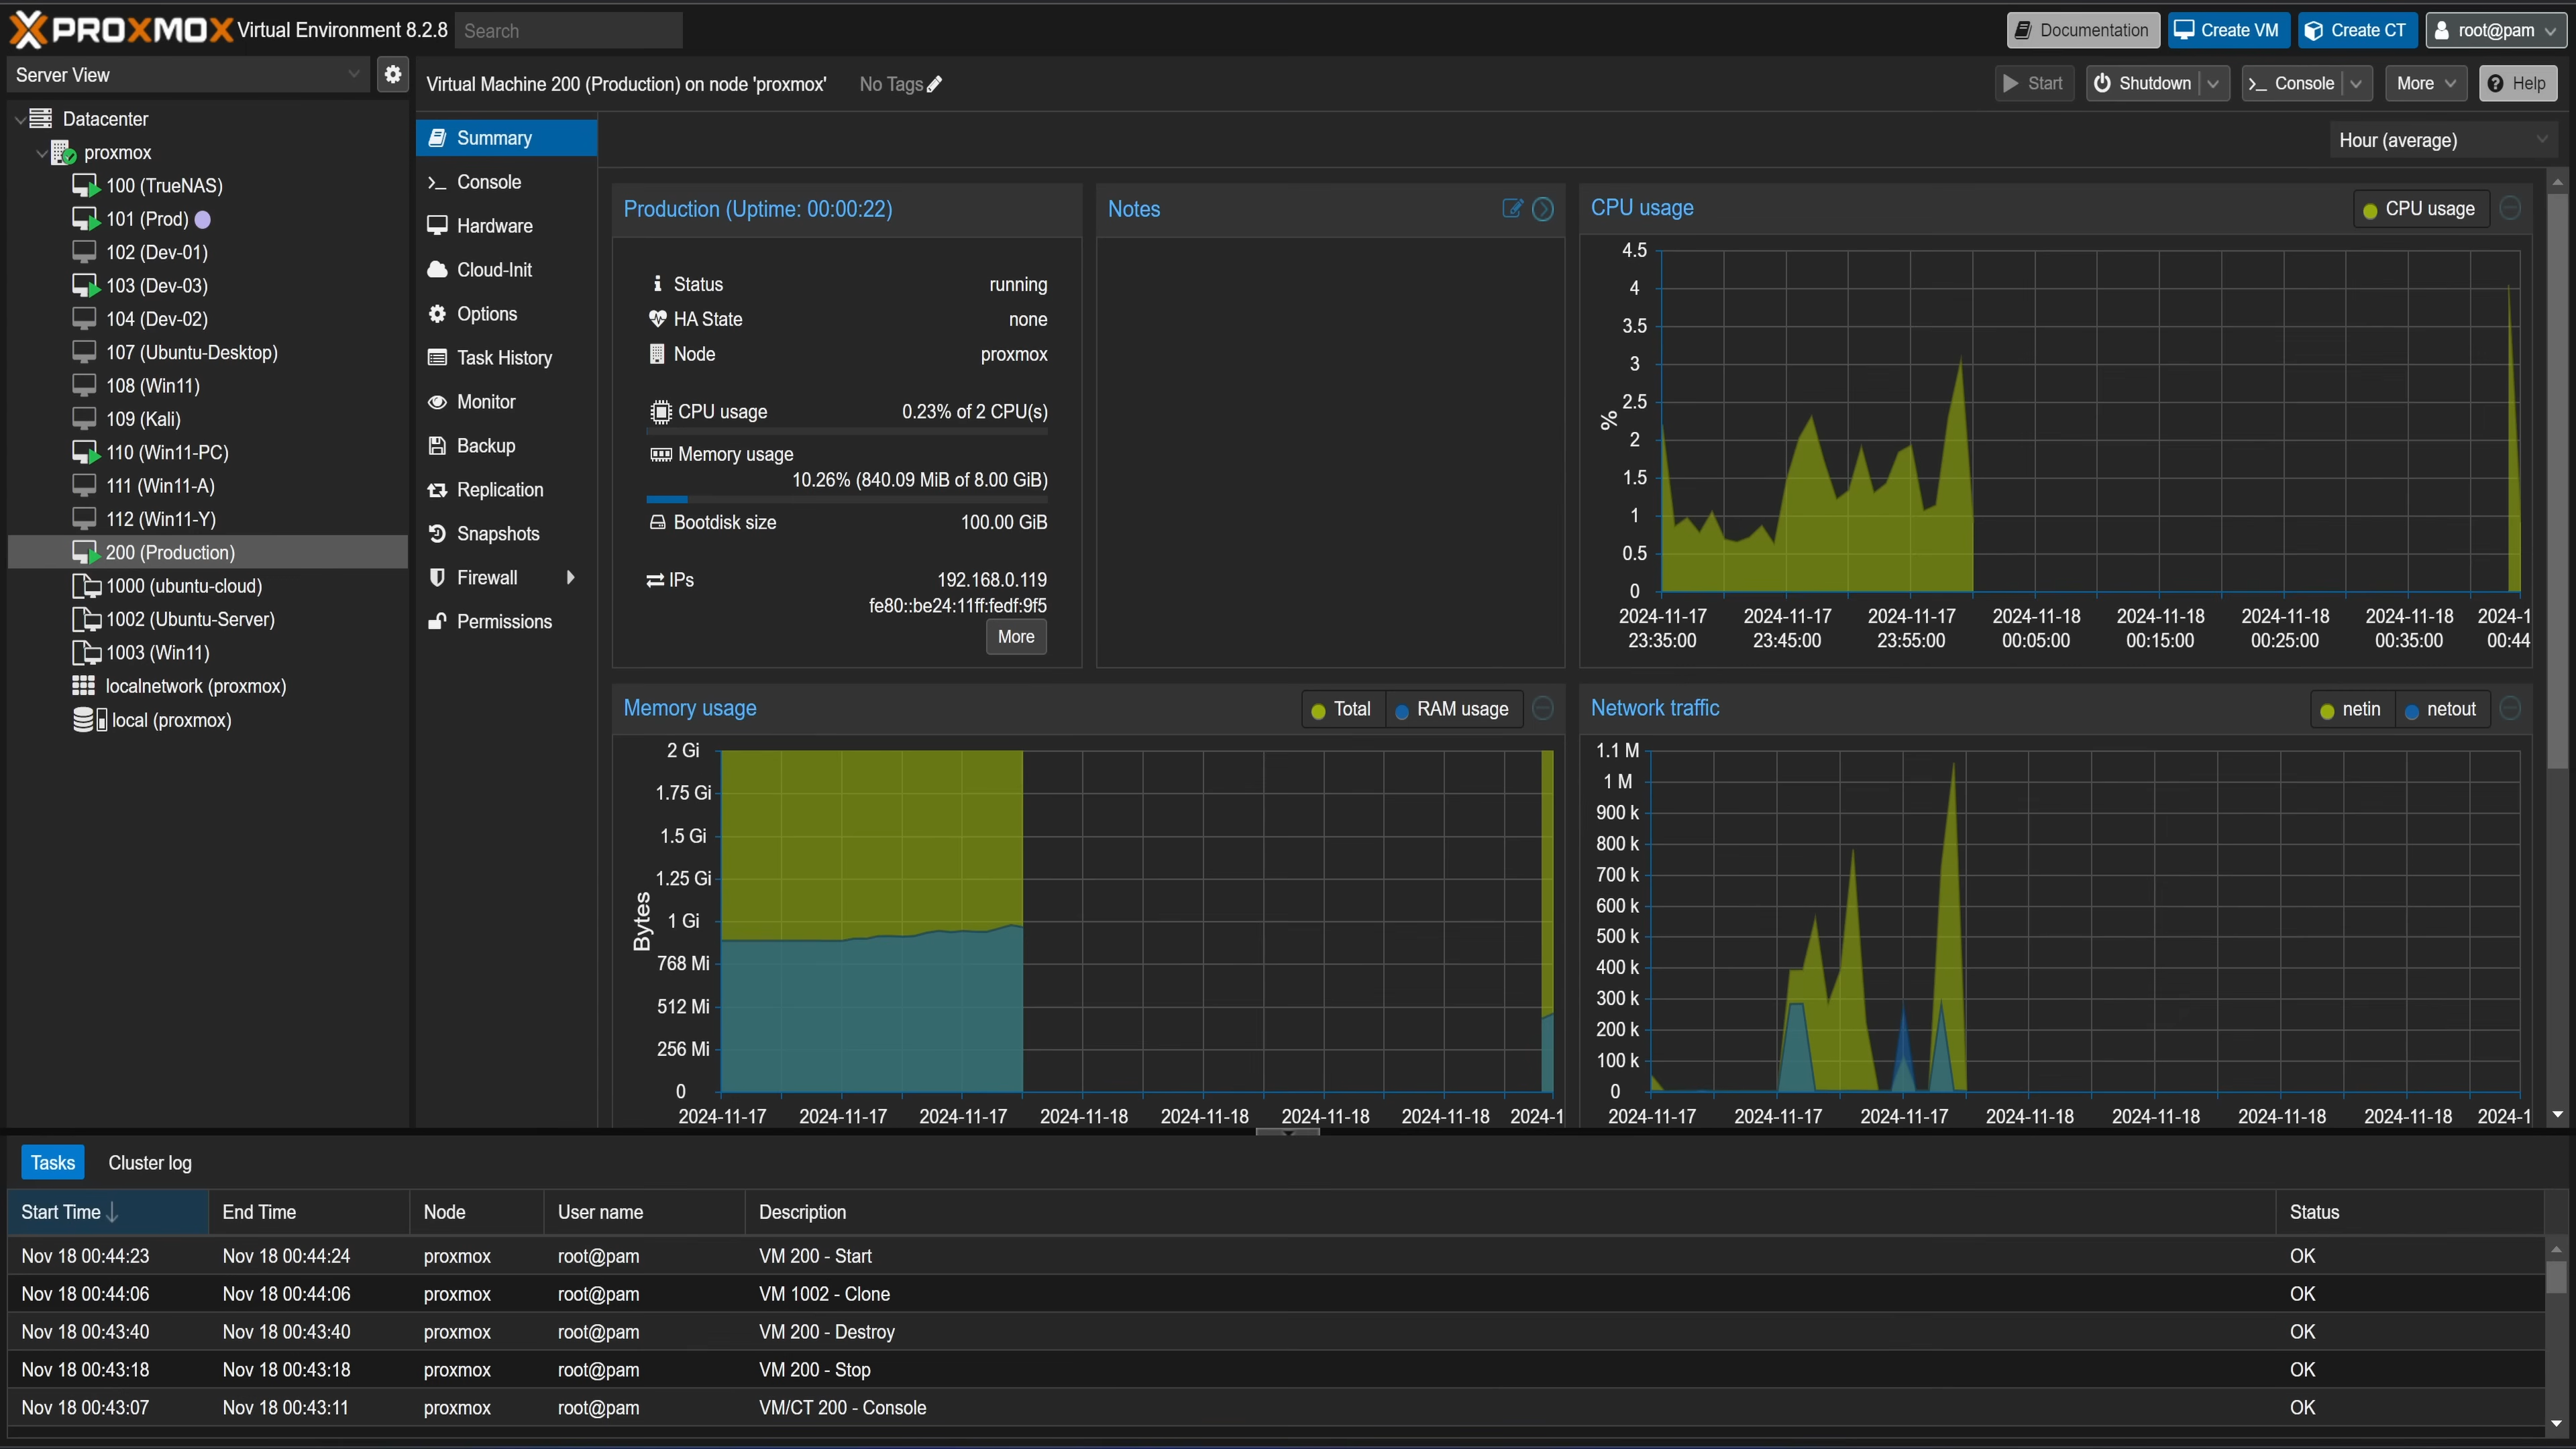 PROXMOX Virtual Environment 8.2.8 Search Documentation Create VM Create CT root@pam
Server View
Virtual Machine 200 (Production) on node 'proxmox' No Tags Start Shutdown Console More Help
Datacenter
proxmox
100 (TrueNAS)
101 (Prod)
102 (Dev-01)
103 (Dev-03)
104 (Dev-02)
107 (Ubuntu-Desktop)
108 (Win11)
109 (Kali)
110 (Win11-PC)
111 (Win11-A)
112 (Win11-Y)
200 (Production)
1000 (ubuntu-cloud)
1002 (Ubuntu-Server)
1003 (Win11)
localnetwork (proxmox)
local (proxmox)
Summary
Console
Hardware
Cloud-Init
Options
Task History
Monitor
Backup
Replication
Snapshots
Firewall
Permissions
Hour (average)
Production (Uptime: 00:00:22)
Status running
HA State none
Node proxmox
CPU usage 0.23% of 2 CPU(s)
Memory usage
10.26% (840.09 MiB of 8.00 GiB)
Bootdisk size 100.00 GiB
IPs 192.168.0.119
fe80::be24:11ff:fedf:9f5
More
Notes
CPU usage CPU usage
4.5
4
3.5
3
2.5
%
2
1.5
1
0.5
0
2024-11-17 2024-11-17 2024-11-17 2024-11-18 2024-11-18 2024-11-18 2024-11-18 2024-1
23:35:00 23:45:00 23:55:00 00:05:00 00:15:00 00:25:00 00:35:00 00:44
Memory usage Total RAM usage
2 Gi
1.75 Gi
1.5 Gi
1.25 Gi
Bytes
1 Gi
768 Mi
512 Mi
256 Mi
0
2024-11-17 2024-11-17 2024-11-17 2024-11-18 2024-11-18 2024-11-18 2024-11-18 2024-1
Network traffic netin netout
1.1 M
1 M
900 k
800 k
700 k
600 k
500 k
400 k
300 k
200 k
100 k
0
2024-11-17 2024-11-17 2024-11-17 2024-11-18 2024-11-18 2024-11-18 2024-11-18 2024-1
Tasks Cluster log
Start Time End Time Node User name Description Status
Nov 18 00:44:23 Nov 18 00:44:24 proxmox root@pam VM 200 - Start OK
Nov 18 00:44:06 Nov 18 00:44:06 proxmox root@pam VM 1002 - Clone OK
Nov 18 00:43:40 Nov 18 00:43:40 proxmox root@pam VM 200 - Destroy OK
Nov 18 00:43:18 Nov 18 00:43:18 proxmox root@pam VM 200 - Stop OK
Nov 18 00:43:07 Nov 18 00:43:11 proxmox root@pam VM/CT 200 - Console OK